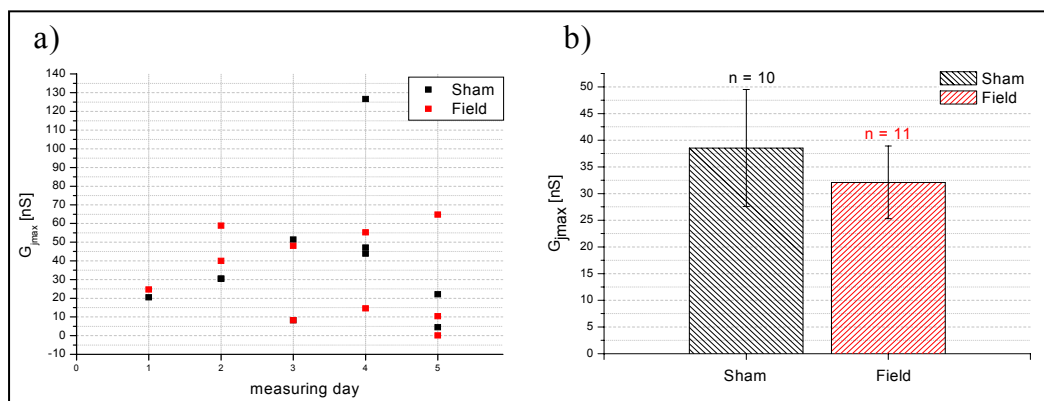 a)
140
130
120
110
100
90
80
70
60
50
40
30
20
10
0
-10
G jmax [nS]
Sham
Field
0 1 2 3 4 5
measuring day
b)
50
45
40
35
30
25
20
15
10
5
0
Gjmax [nS]
n = 10
n = 11
Sham
Field
Sham Field